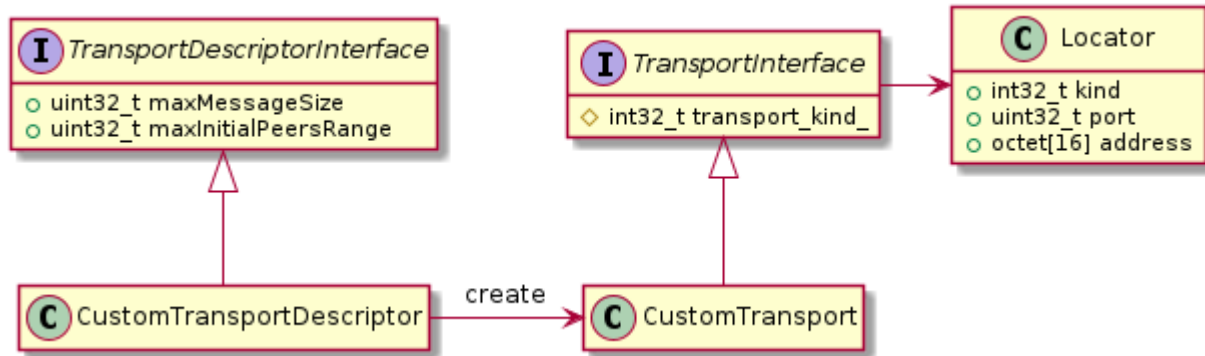 I TransportDescriptorInterface
uint32_t maxMessageSize
uint32_t maxInitialPeersRange
I TransportInterface
int32_t transport_kind_
C Locator
int32_t kind
uint32_t port
octet[16] address
C CustomTransportDescriptor
create
C CustomTransport